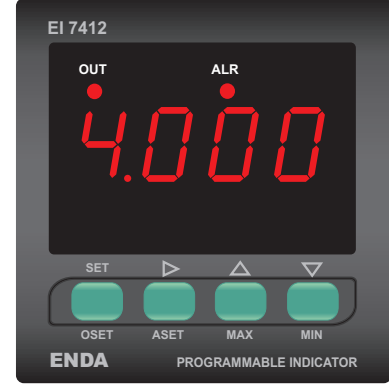 EI 7412
OUT ALR
4.000
SET
OSET ASET MAX MIN
ENDA PROGRAMMABLE INDICATOR